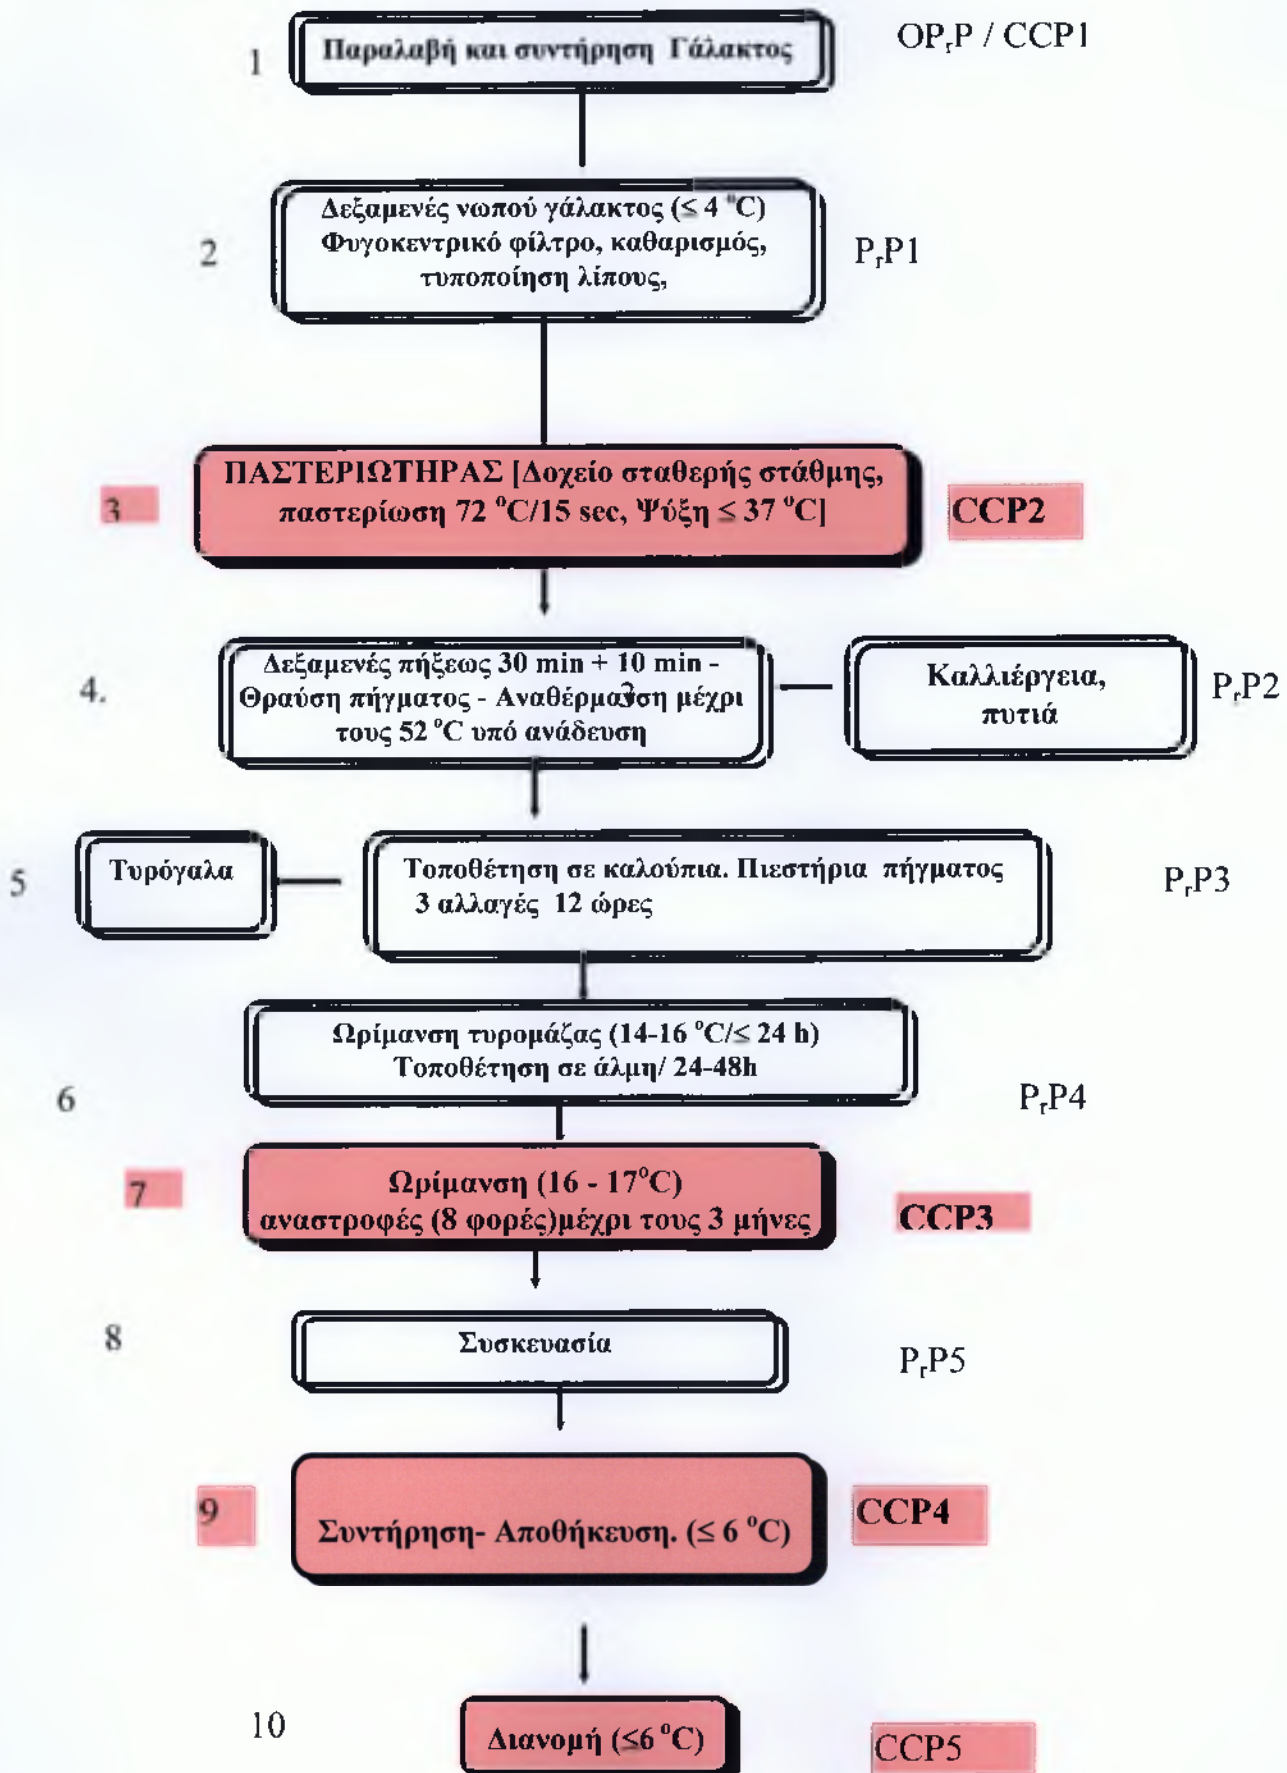 1
Παραλαβή και συντήρηση Γάλακτος
OPrP / CCP1
2
Δεξαμενές νωπού γάλακτος (≤ 4 °C)
Φυγοκεντρικό φίλτρο, καθαρισμός,
τυποποίηση λίπους,
PrP1
3
ΠΑΣΤΕΡΙΩΤΗΡΑΣ [Δοχείο σταθερής στάθμης,
παστερίωση 72 °C/15 sec, Ψύξη ≤ 37 °C]
CCP2
4.
Δεξαμενές πήξεως 30 min + 10 min -
Θραύση πήγματος - Αναθέρμανση μέχρι
τους 52 °C υπό ανάδευση
Καλλιέργεια,
πυτιά
PrP2
5
Τυρόγαλα
Τοποθέτηση σε καλούπια. Πιεστήρια πήγματος
3 αλλαγές 12 ώρες
PrP3
6
Ωρίμανση τυρομάζας (14-16 °C/≤ 24 h)
Τοποθέτηση σε άλμη/ 24-48h
PrP4
7
Ωρίμανση (16 - 17°C)
αναστροφές (8 φορές)μέχρι τους 3 μήνες
CCP3
8
Συσκευασία
PrP5
9
Συντήρηση- Αποθήκευση. (≤ 6 °C)
CCP4
10
Διανομή (≤6 °C)
CCP5